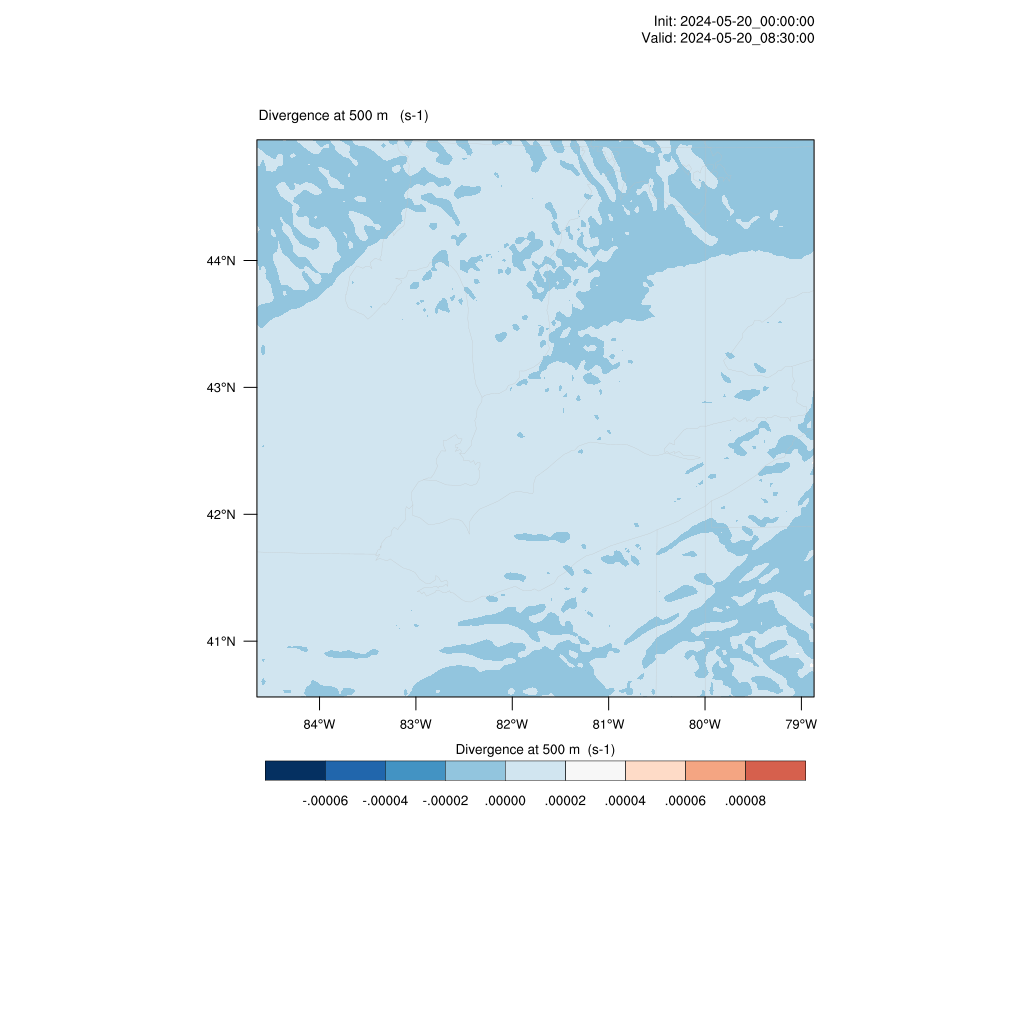 Init: 2024-05-20_00:00:00
Valid: 2024-05-20_08:30:00
Divergence at 500 m (s-1)
44°N
43°N
42°N
41°N
84°W 83°W 82°W 81°W 80°W 79°W
Divergence at 500 m (s-1)
-.00006 -.00004 -.00002 .00000 .00002 .00004 .00006 .00008